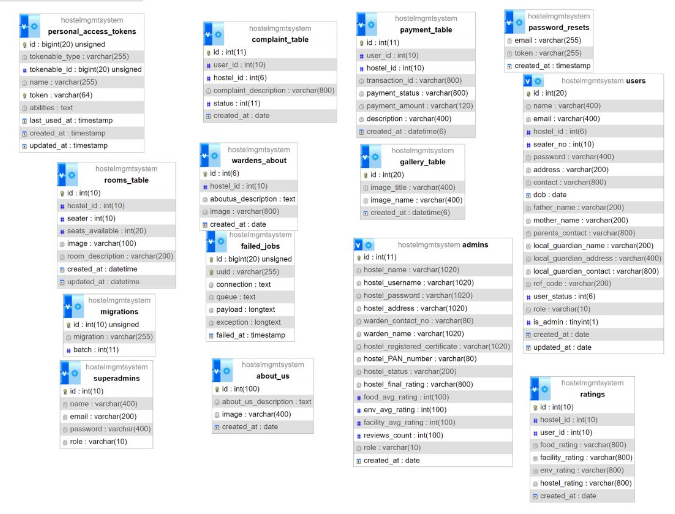 hostelmgmtsystem
personal_access_tokens
id : bigint(20) unsigned
tokenable_type : varchar(255)
tokenable_id : bigint(20) unsigned
name : varchar(255)
token : varchar(64)
abilities : text
last_used_at : timestamp
created_at : timestamp
updated_at : timestamp
hostelmgmtsystem
complaint_table
id : int(11)
user_id : int(10)
hostel_id : int(6)
complaint_description : varchar(800)
status : int(11)
created_at : date
hostelmgmtsystem
payment_table
id : int(11)
user_id : int(10)
hostel_id : int(10)
transaction_id : varchar(800)
payment_status : varchar(800)
payment_amount : varchar(120)
description : varchar(400)
created_at : datetime(6)
hostelmgmtsystem
password_resets
email : varchar(255)
token : varchar(255)
created_at : timestamp
hostelmgmtsystem users
id : int(20)
name : varchar(400)
email : varchar(400)
hostel_id : int(6)
seater_no : int(10)
password : varchar(400)
address : varchar(200)
contact : varchar(800)
dob : date
father_name : varchar(200)
mother_name : varchar(200)
parents_contact : varchar(800)
local_guardian_name : varchar(200)
local_guardian_address : varchar(400)
local_guardian_contact : varchar(800)
ref_code : varchar(200)
user_status : int(6)
role : varchar(10)
is_admin : tinyint(1)
created_at : date
updated_at : date
hostelmgmtsystem
rooms_table
id : int(10)
hostel_id : int(10)
seater : int(10)
seats_available : int(20)
image : varchar(100)
room_description : varchar(200)
created_at : datetime
updated_at : datetime
hostelmgmtsystem
wardens_about
id : int(6)
hostel_id : int(10)
aboutus_description : text
image : varchar(800)
created_at : date
hostelmgmtsystem
gallery_table
id : int(20)
image_title : varchar(400)
image_name : varchar(400)
created_at : datetime(6)
hostelmgmtsystem
failed_jobs
id : bigint(20) unsigned
uuid : varchar(255)
connection : text
queue : text
payload : longtext
exception : longtext
failed_at : timestamp
hostelmgmtsystem admins
id : int(11)
hostel_name : varchar(1020)
hostel_username : varchar(1020)
hostel_password : varchar(1020)
hostel_address : varchar(1020)
warden_contact_no : varchar(80)
warden_name : varchar(1020)
hostel_registered_certificate : varchar(1020)
hostel_PAN_number : varchar(80)
hostel_status : varchar(200)
hostel_final_rating : varchar(800)
food_avg_rating : int(100)
env_avg_rating : int(100)
facility_avg_rating : int(100)
reviews_count : int(100)
role : varchar(10)
created_at : date
hostelmgmtsystem
migrations
id : int(10) unsigned
migration : varchar(255)
batch : int(11)
hostelmgmtsystem
superadmins
id : int(10)
name : varchar(400)
email : varchar(200)
password : varchar(400)
role : varchar(10)
hostelmgmtsystem
about_us
id : int(100)
about_us_description : text
image : varchar(400)
created_at : date
hostelmgmtsystem
ratings
id : int(10)
hostel_id : int(10)
user_id : int(10)
food_rating : varchar(800)
facility_rating : varchar(800)
env_rating : varchar(800)
hostel_rating : varchar(800)
created_at : date